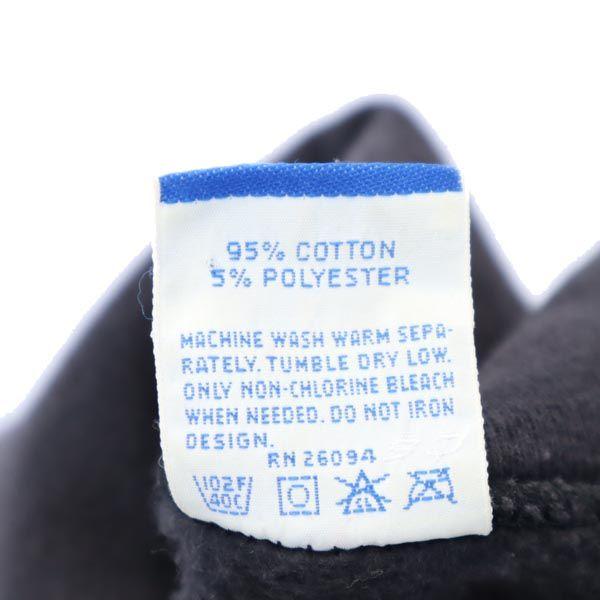 95% COTTON
5% POLYESTER
MACHINE WASH WARM SEPA-
RATELY. TUMBLE DRY LOW.
ONLY NON-CHLORINE BLEACH
WHEN NEEDED. DO NOT IRON
DESIGN.
RN 26094
102F
40C
CL